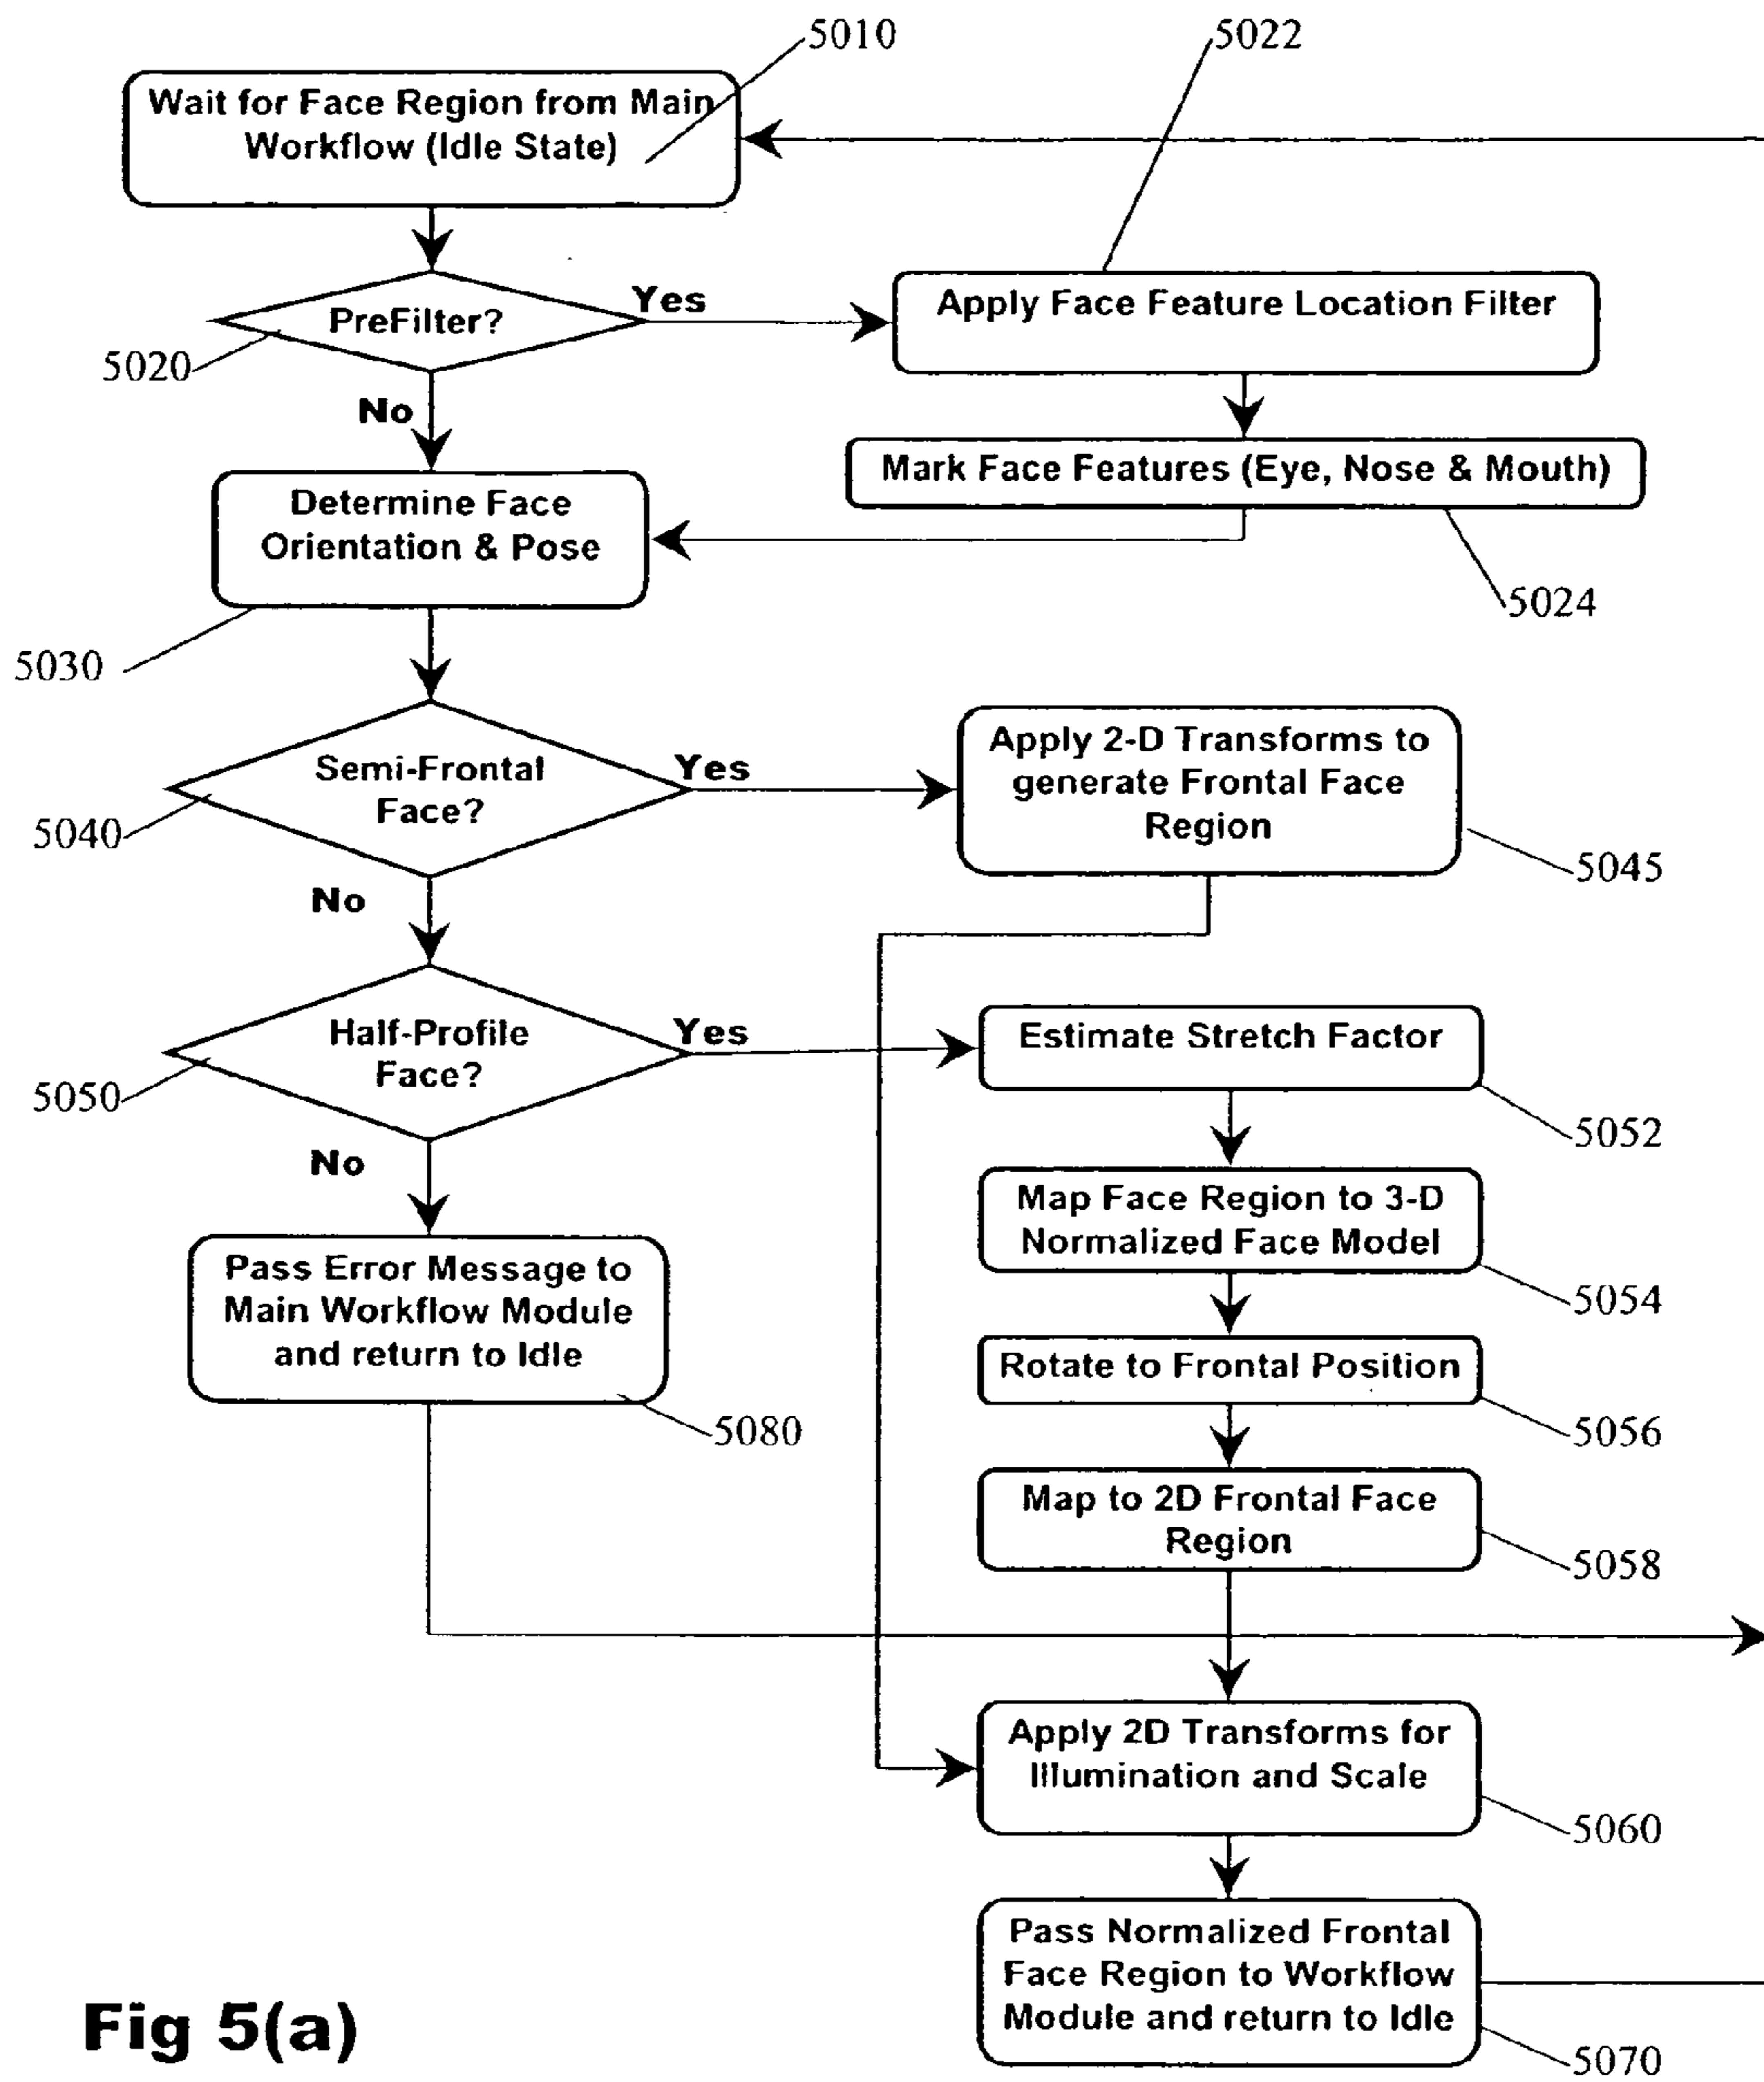 5010
5022
Wait for Face Region from Main
Workflow (Idle State)
PreFilter?
Yes
5020
No
Apply Face Feature Location Filter
Mark Face Features (Eye, Nose & Mouth)
5024
Determine Face
Orientation & Pose
5030
Semi-Frontal
Face?
Yes
5040
No
Apply 2-D Transforms to
generate Frontal Face
Region
5045
Half-Profile
Face?
Yes
5050
No
Estimate Stretch Factor
5052
Map Face Region to 3-D
Normalized Face Model
5054
Pass Error Message to
Main Workflow Module
and return to Idle
5080
Rotate to Frontal Position
5056
Map to 2D Frontal Face
Region
5058
Apply 2D Transforms for
Illumination and Scale
5060
Pass Normalized Frontal
Face Region to Workflow
Module and return to Idle
5070
Fig 5(a)